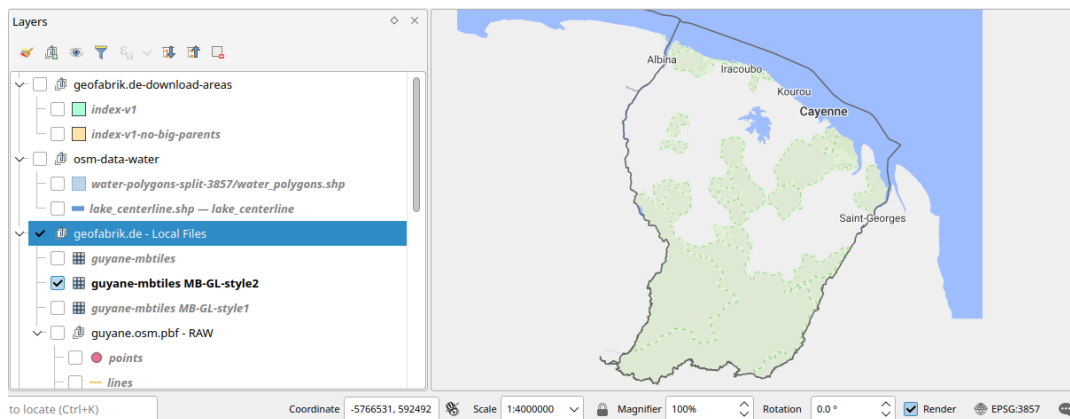 Layers
geofabrik.de-download-areas
index-v1
index-v1-no-big-parents
osm-data-water
water-polygons-split-3857/water_polygons.shp
lake_centerline.shp — lake_centerline
geofabrik.de - Local Files
guyane-mbtiles
guyane-mbtiles MB-GL-style2
guyane-mbtiles MB-GL-style1
guyane.osm.pbf - RAW
points
lines
Albina
Iracoubo
Kourou
Cayenne
Saint-Georges
to locate (Ctrl+K)
Coordinate -5766531, 592492 Scale 1:4000000 Magnifier 100% Rotation 0.0 ° Render EPSG:3857